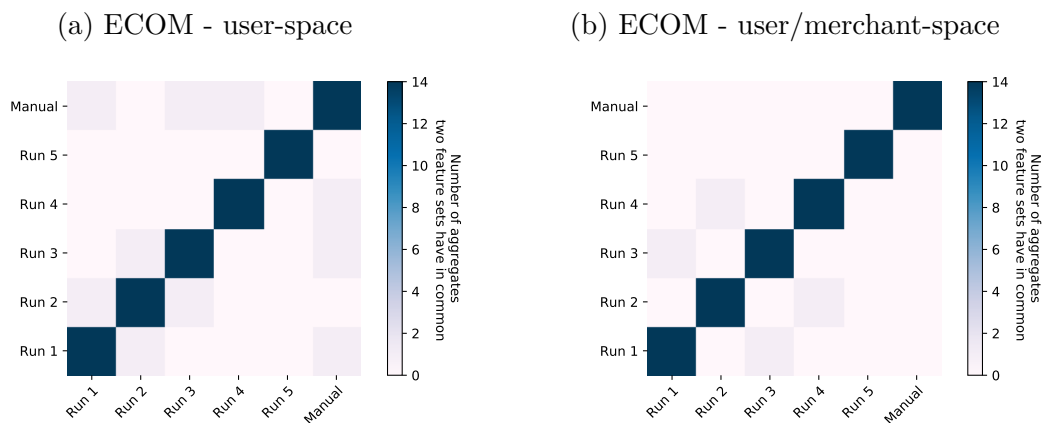 (a) ECOM - user-space
Manual
Run 5
Run 4
Run 3
Run 2
Run 1
Run 1
Run 2
Run 3
Run 4
Run 5
Manual
14
12
10
8
6
4
2
0
Number of aggregates
two feature sets have in common
(b) ECOM - user/merchant-space
Manual
Run 5
Run 4
Run 3
Run 2
Run 1
Run 1
Run 2
Run 3
Run 4
Run 5
Manual
14
12
10
8
6
4
2
0
Number of aggregates
two feature sets have in common